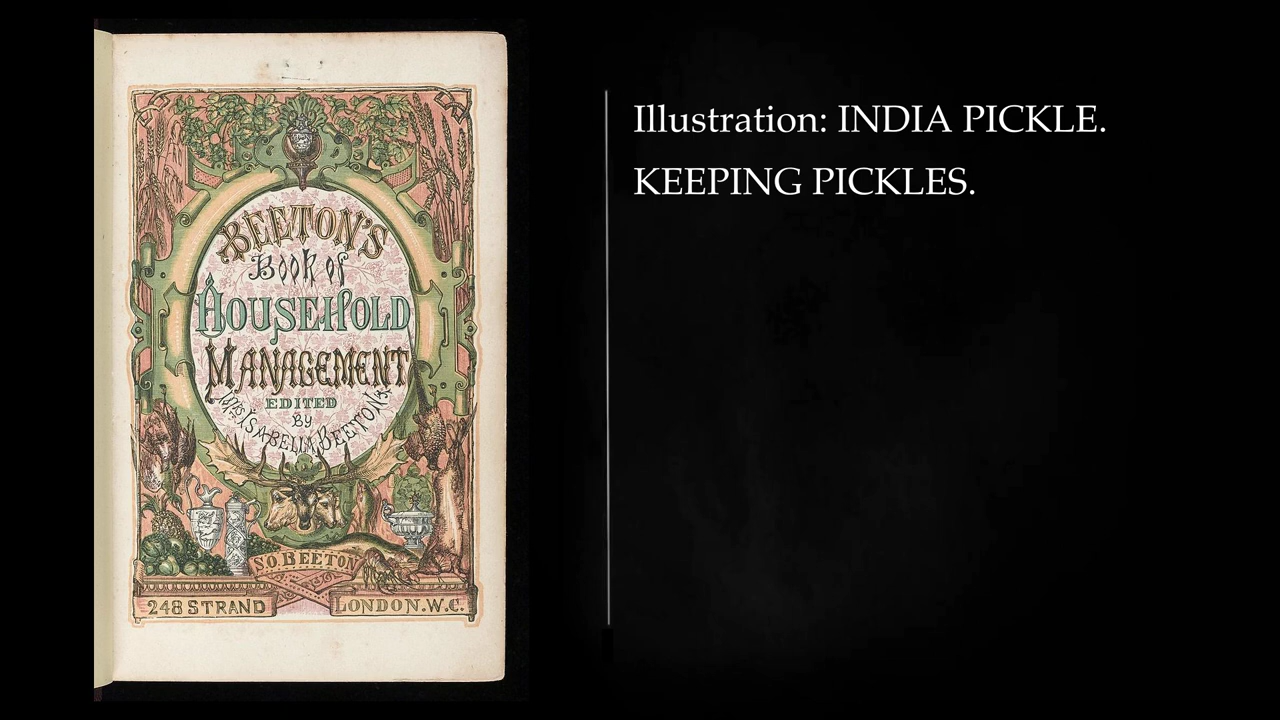 BEETON'S
Book of
HOUSEHOLD
MANAGEMENT
EDITED
By
MRS ISABELLA BEETON
S.O. BEETON
248 STRAND
LONDON. W.C.
Illustration: INDIA PICKLE.
KEEPING PICKLES.